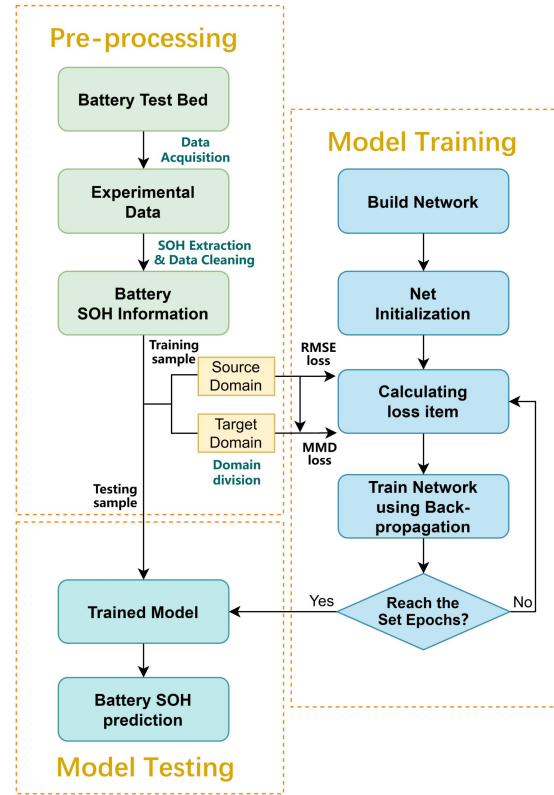 Pre-processing
Battery Test Bed
Data
Acquisition
Experimental
Data
SOH Extraction
& Data Cleaning
Battery
SOH Information
Training
sample
Source
Domain
Target
Domain
Domain
division
RMSE
loss
MMD
loss
Testing
sample
Model Training
Build Network
Net
Initialization
Calculating
loss item
Train Network
using Back-
propagation
Reach the
Set Epochs?
Yes
No
Trained Model
Battery SOH
prediction
Model Testing